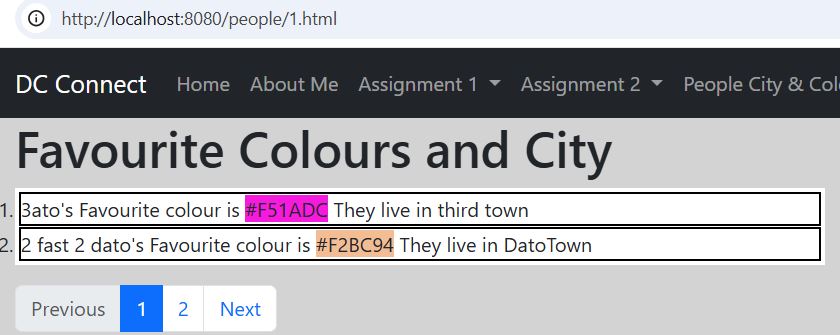 http://localhost:8080/people/1.html
DC Connect Home About Me Assignment 1 Assignment 2 People City &
Favourite Colours and City
1. 3ato's Favourite colour is #F51ADC They live in third town
2. 2 fast 2 dato's Favourite colour is #F2BC94 They live in DatoTown
Previous 1 2 Next